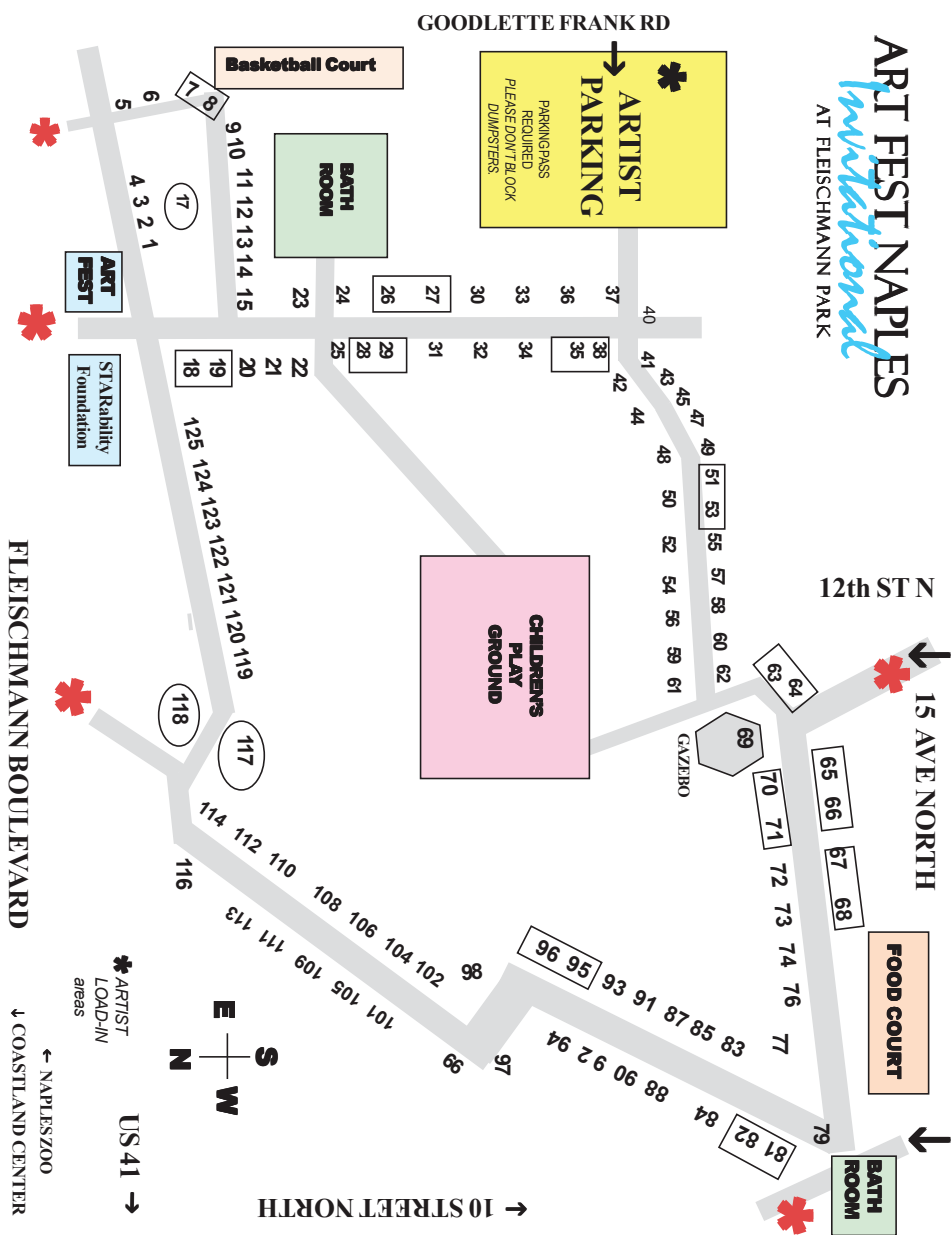 ART FEST NAPLES
Invitational
AT FLEISCHMANN PARK
GOODLETTE FRANK RD
→
* ARTIST
PARKING
PARKINGPASS
REQUIRED
PLEASE DON'T BLOCK
DUMPSTERS.
Basketball Court
BATH
ROOM
ART
FEST
STARability
Foundation
CHILDREN'S
PLAY
GROUND
12th ST N
15 AVE NORTH
GAZEBO
FOOD COURT
BATH
ROOM
10 STREET NORTH →
US 41 →
← NAPLES ZOO
↓ COASTLAND CENTER
FLEISCHMANN BOULEVARD
* ARTIST
LOAD-IN
areas
E
S
N
W
1
2
3
4
5
6
7 8
9 10 11 12 13 14 15
17
18 19 20 21 22
23
24
25
26 27
28 29
30
31
32
33
34
35 38
36
37
40
41
42
43
44
45
47
48
49
50
51 53
52
54
55
56
57
58
59
60
61
62
63 64
65 66
67 68
69
70 71
72
73
74
76
77
79
81 82
83
84
85
87
88
90
91
9 2
93
94
95 96
97
98
99
101
102
104
105
106
108
109
110
111
112
113
114
116
117
118
119
120
121
122
123
124
125